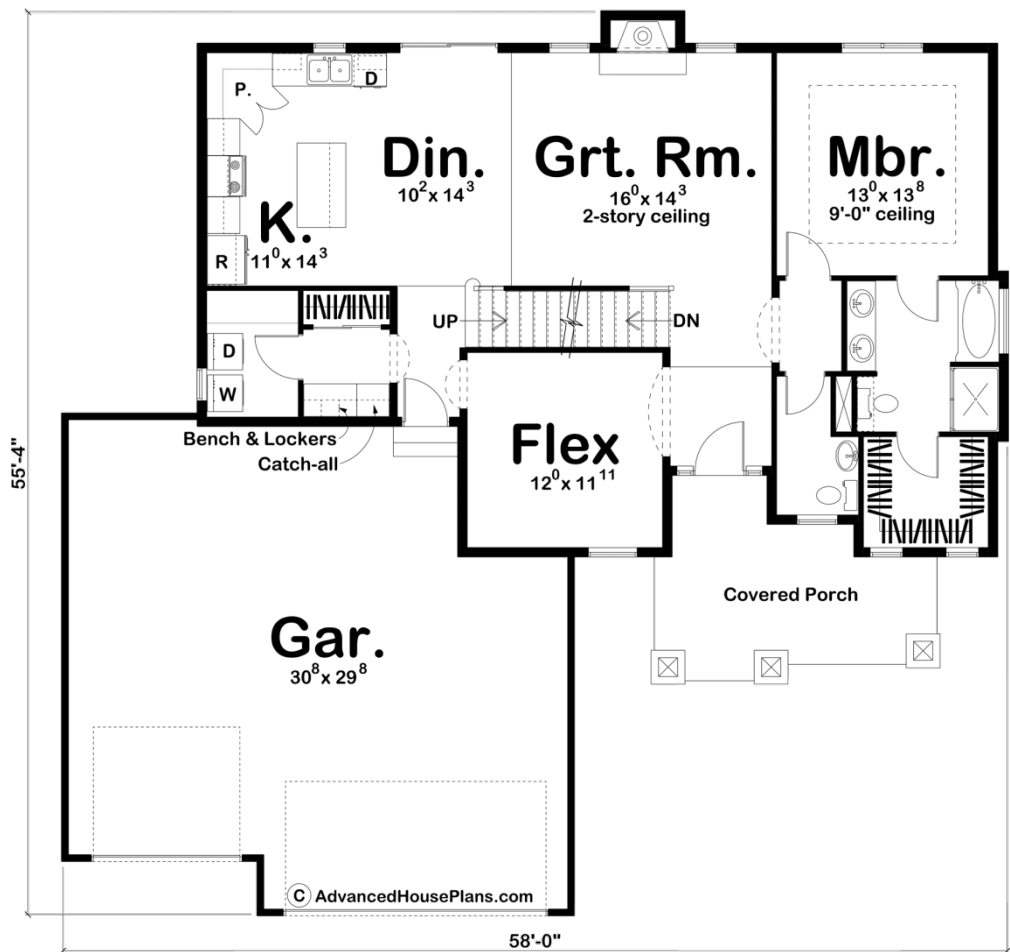 P.
D
Din.
10² x 14³
Grt. Rm.
16⁰ x 14³
2-story ceiling
Mbr.
13⁰ x 13⁸
9'-0" ceiling
K.
11⁰ x 14³
R
UP
DN
D
W
Bench & Lockers
Catch-all
Flex
12⁰ x 11¹¹
55'-4"
Covered Porch
Gar.
30⁸ x 29⁸
C AdvancedHousePlans.com
58'-0"